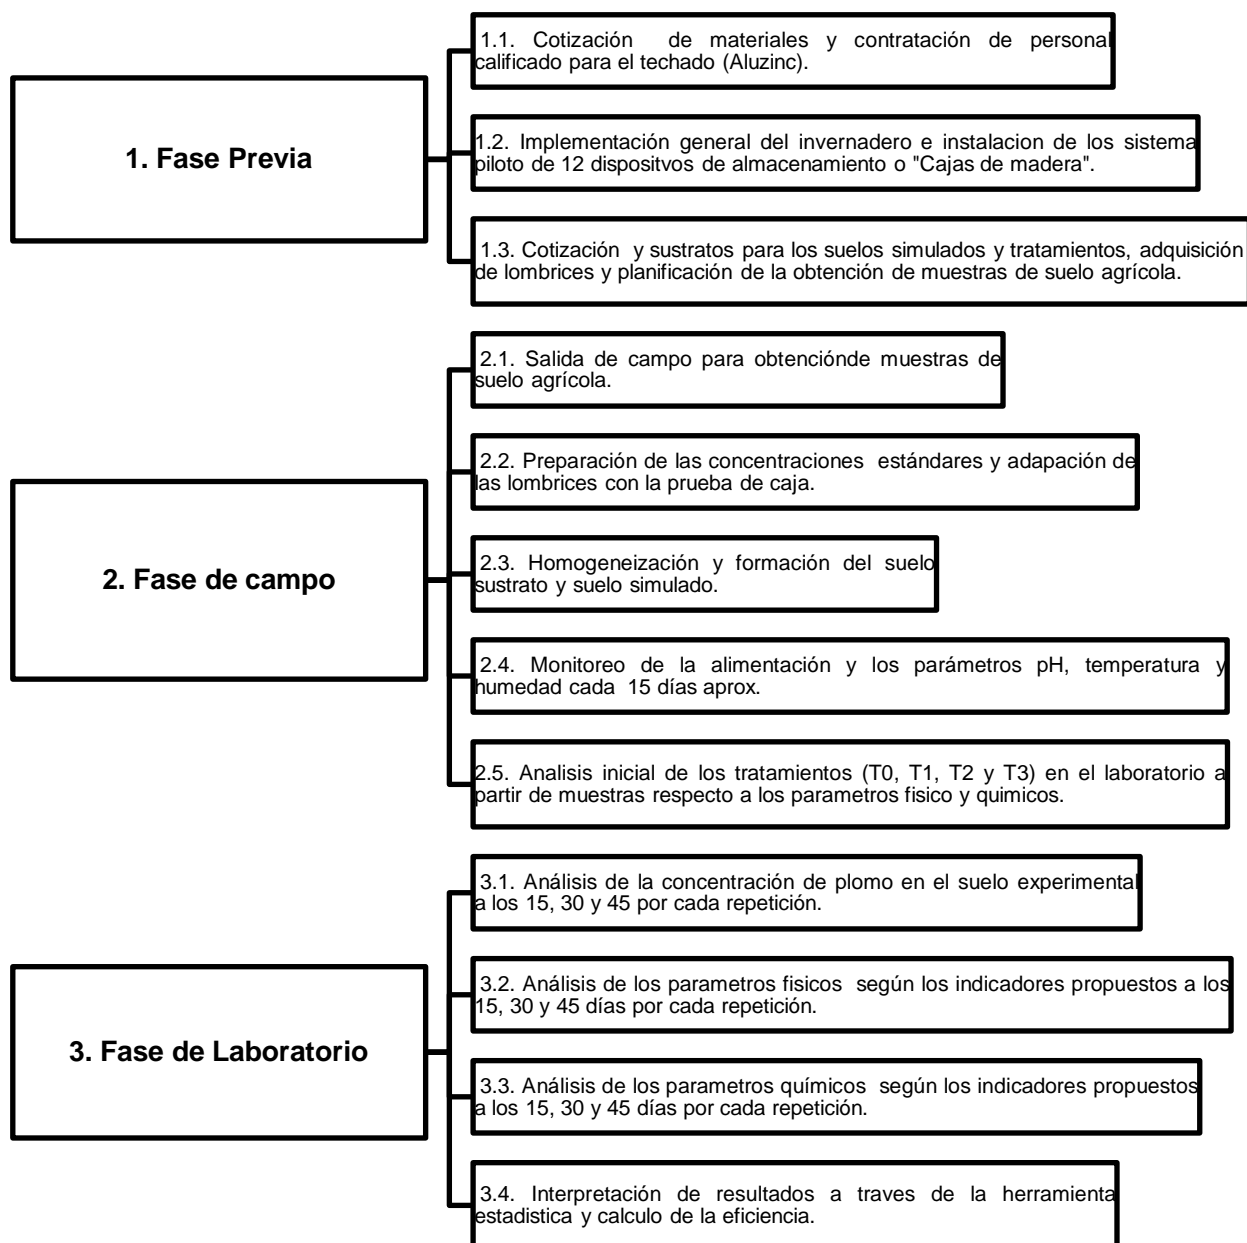 1. Fase Previa
1.1. Cotización de materiales y contratación de personal
calificado para el techado (Aluzinc).
1.2. Implementación general del invernadero e instalacion de los sistema
piloto de 12 dispositvos de almacenamiento o "Cajas de madera".
1.3. Cotización y sustratos para los suelos simulados y tratamientos, adquisición
de lombrices y planificación de la obtención de muestras de suelo agrícola.
2. Fase de campo
2.1. Salida de campo para obtenciónde muestras de
suelo agrícola.
2.2. Preparación de las concentraciones estándares y adapación de
las lombrices con la prueba de caja.
2.3. Homogeneización y formación del suelo
sustrato y suelo simulado.
2.4. Monitoreo de la alimentación y los parámetros pH, temperatura y
humedad cada 15 días aprox.
2.5. Analisis inicial de los tratamientos (T0, T1, T2 y T3) en el laboratorio a
partir de muestras respecto a los parametros fisico y quimicos.
3. Fase de Laboratorio
3.1. Análisis de la concentración de plomo en el suelo experimental
a los 15, 30 y 45 por cada repetición.
3.2. Análisis de los parametros fisicos según los indicadores propuestos a los
15, 30 y 45 días por cada repetición.
3.3. Análisis de los parametros químicos según los indicadores propuestos
a los 15, 30 y 45 días por cada repetición.
3.4. Interpretación de resultados a traves de la herramienta
estadistica y calculo de la eficiencia.